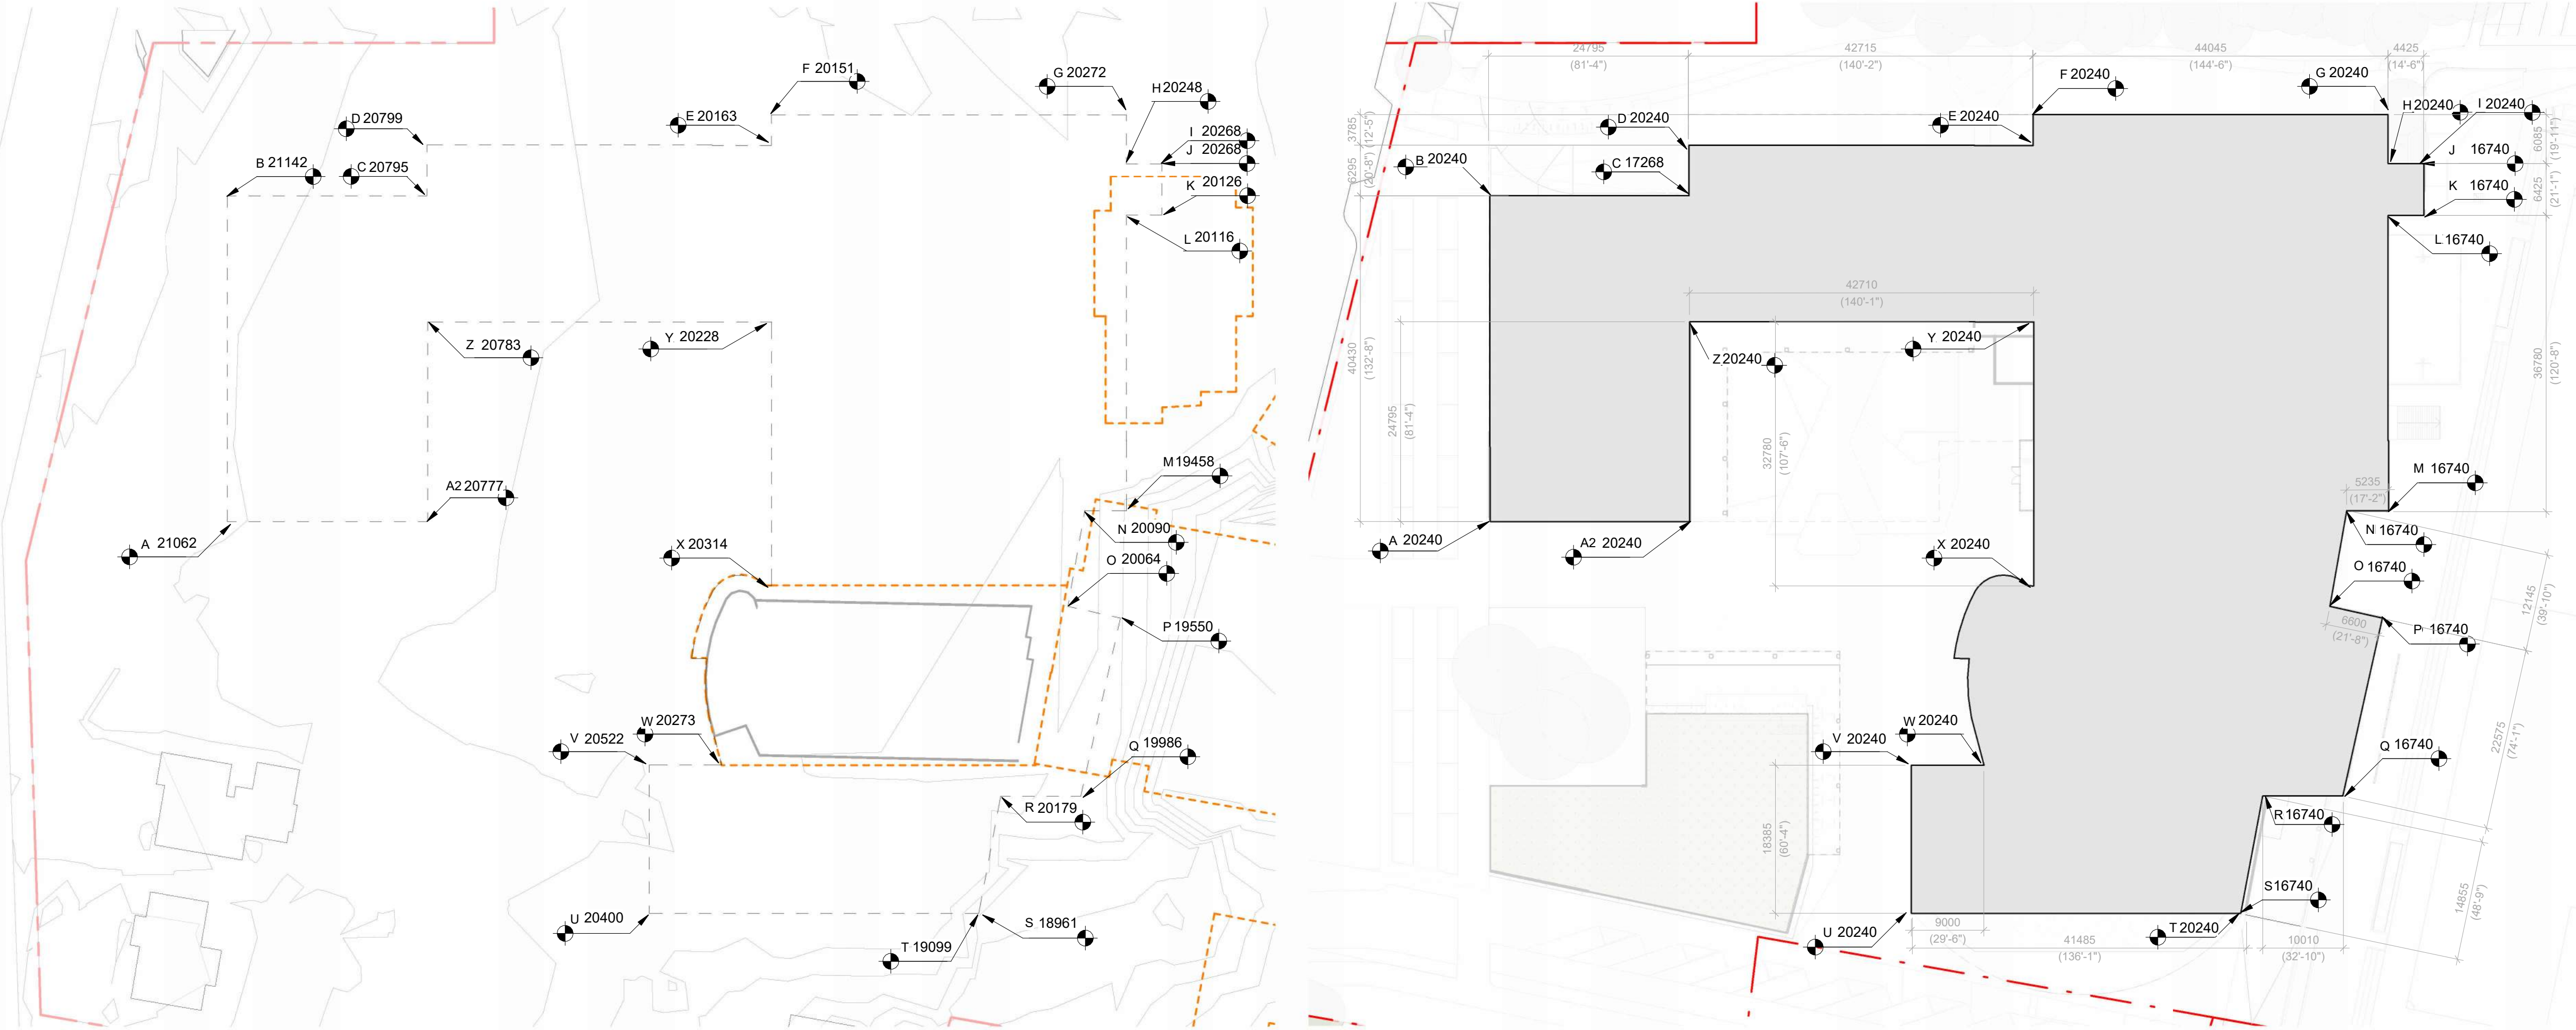 F 20151
G 20272
H 20248
D 20799
E 20163
I 20268
J 20268
B 21142
C 20795
K 20126
L 20116
Z 20783
Y 20228
M 19458
A2 20777
N 20090
A 21062
X 20314
O 20064
P 19550
W 20273
V 20522
Q 19986
R 20179
U 20400
T 19099
S 18961
24795
(81'-4")
42715
(140'-2")
44045
(144'-6")
4425
(14'-6")
F 20240
G 20240
H 20240
I 20240
D 20240
E 20240
3785
(12'-5")
6085
(19'-11")
B 20240
C 17268
J 16740
6295
(20'-8")
K 16740
6425
(21'-1")
L 16740
42710
(140'-1")
Z 20240
Y 20240
40430
(132'-8")
36780
(120'-8")
24795
(81'-4")
32780
(107'-6")
M 16740
5235
(17'-2")
A 20240
A2 20240
N 16740
X 20240
O 16740
12145
(39'-10")
6600
(21'-8")
P 16740
W 20240
V 20240
Q 16740
22575
(74'-1")
R 16740
18385
(60'-4")
S 16740
14855
(48'-9")
U 20240
9000
(29'-6")
T 20240
41485
(136'-1")
10010
(32'-10")